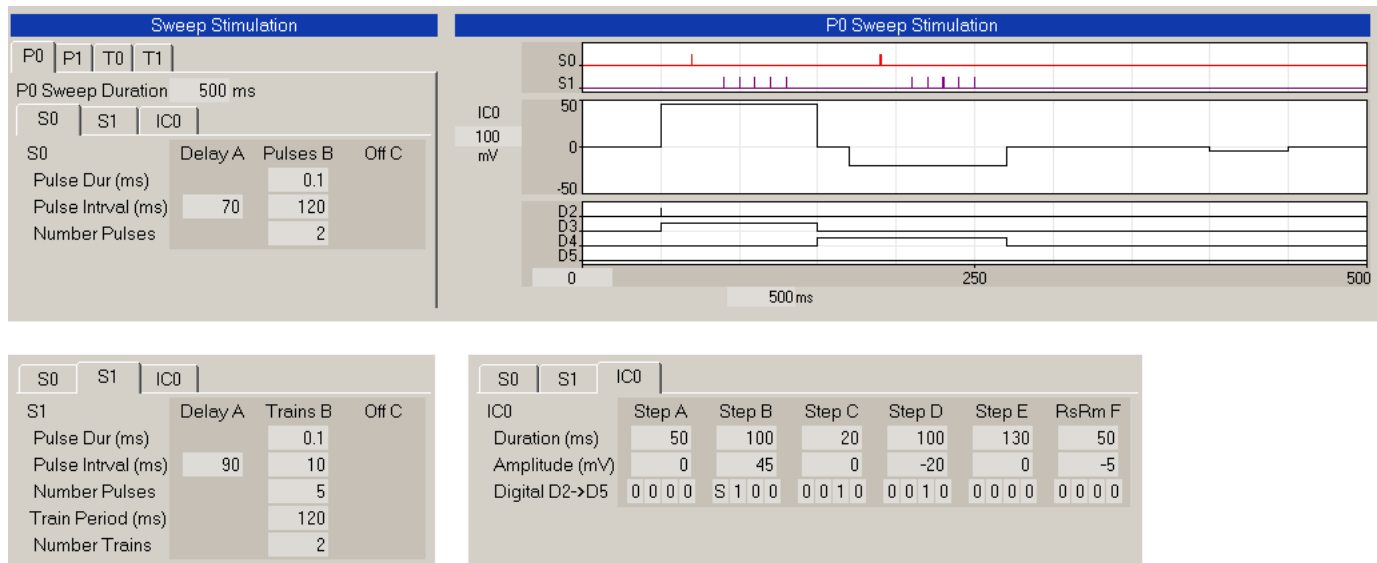 Sweep Stimulation
P0 P1 T0 T1
P0 Sweep Duration 500 ms
S0 S1 IC0
S0 Delay A Pulses B Off C
Pulse Dur (ms) 0.1
Pulse Intrval (ms) 70 120
Number Pulses 2
P0 Sweep Stimulation
S0
S1
IC0
100
mV
50
0
-50
D2
D3
D4
D5
0 250 500
0
500 ms
S0 S1 IC0
S1 Delay A Trains B Off C
Pulse Dur (ms) 0.1
Pulse Intrval (ms) 90 10
Number Pulses 5
Train Period (ms) 120
Number Trains 2
S0 S1 IC0
IC0 Step A Step B Step C Step D Step E RsRm F
Duration (ms) 50 100 20 100 130 50
Amplitude (mV) 0 45 0 -20 0 -5
Digital D2->D5 0 0 0 0 S 1 0 0 0 0 1 0 0 0 1 0 0 0 0 0 0 0 0 0